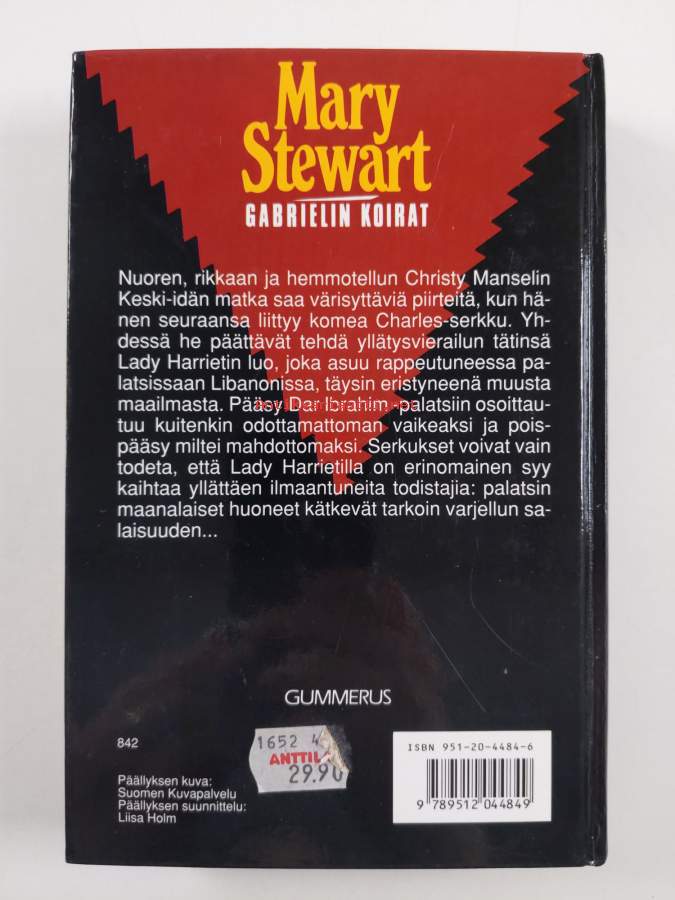 Mary
Stewart
GABRIELIN KOIRAT
Nuoren, rikkaan ja hemmotellun Christy Manselin
Keski-idän matka saa värisyttäviä piirteitä, kun hä-
nen seuraansa liittyy komea Charles-serkku. Yh-
dessä he päättävät tehdä yllätysvierailun tätinsä
Lady Harrietin luo, joka asuu rappeutuneessa pa-
latsissaan Libanonissa, täysin eristyneenä muusta
maailmasta. Pääsy Dar Ibrahim -palatsiin osoittau-
tuu kuitenkin odottamattoman vaikeaksi ja pois-
pääsy miltei mahdottomaksi. Serkukset voivat vain
todeta, että Lady Harrietilla on erinomainen syy
kaihtaa yllättäen ilmaantuneita todistajia: palatsin
maanalaiset huoneet kätkevät tarkoin varjellun sa-
laisuuden...
GUMMERUS
842
Päällyksen kuva:
Suomen Kuvapalvelu
Päällyksen suunnittelu:
Liisa Holm
1652 4
ANTTILA
29.90
ISBN 951-20-4484-6
9 789512 044849